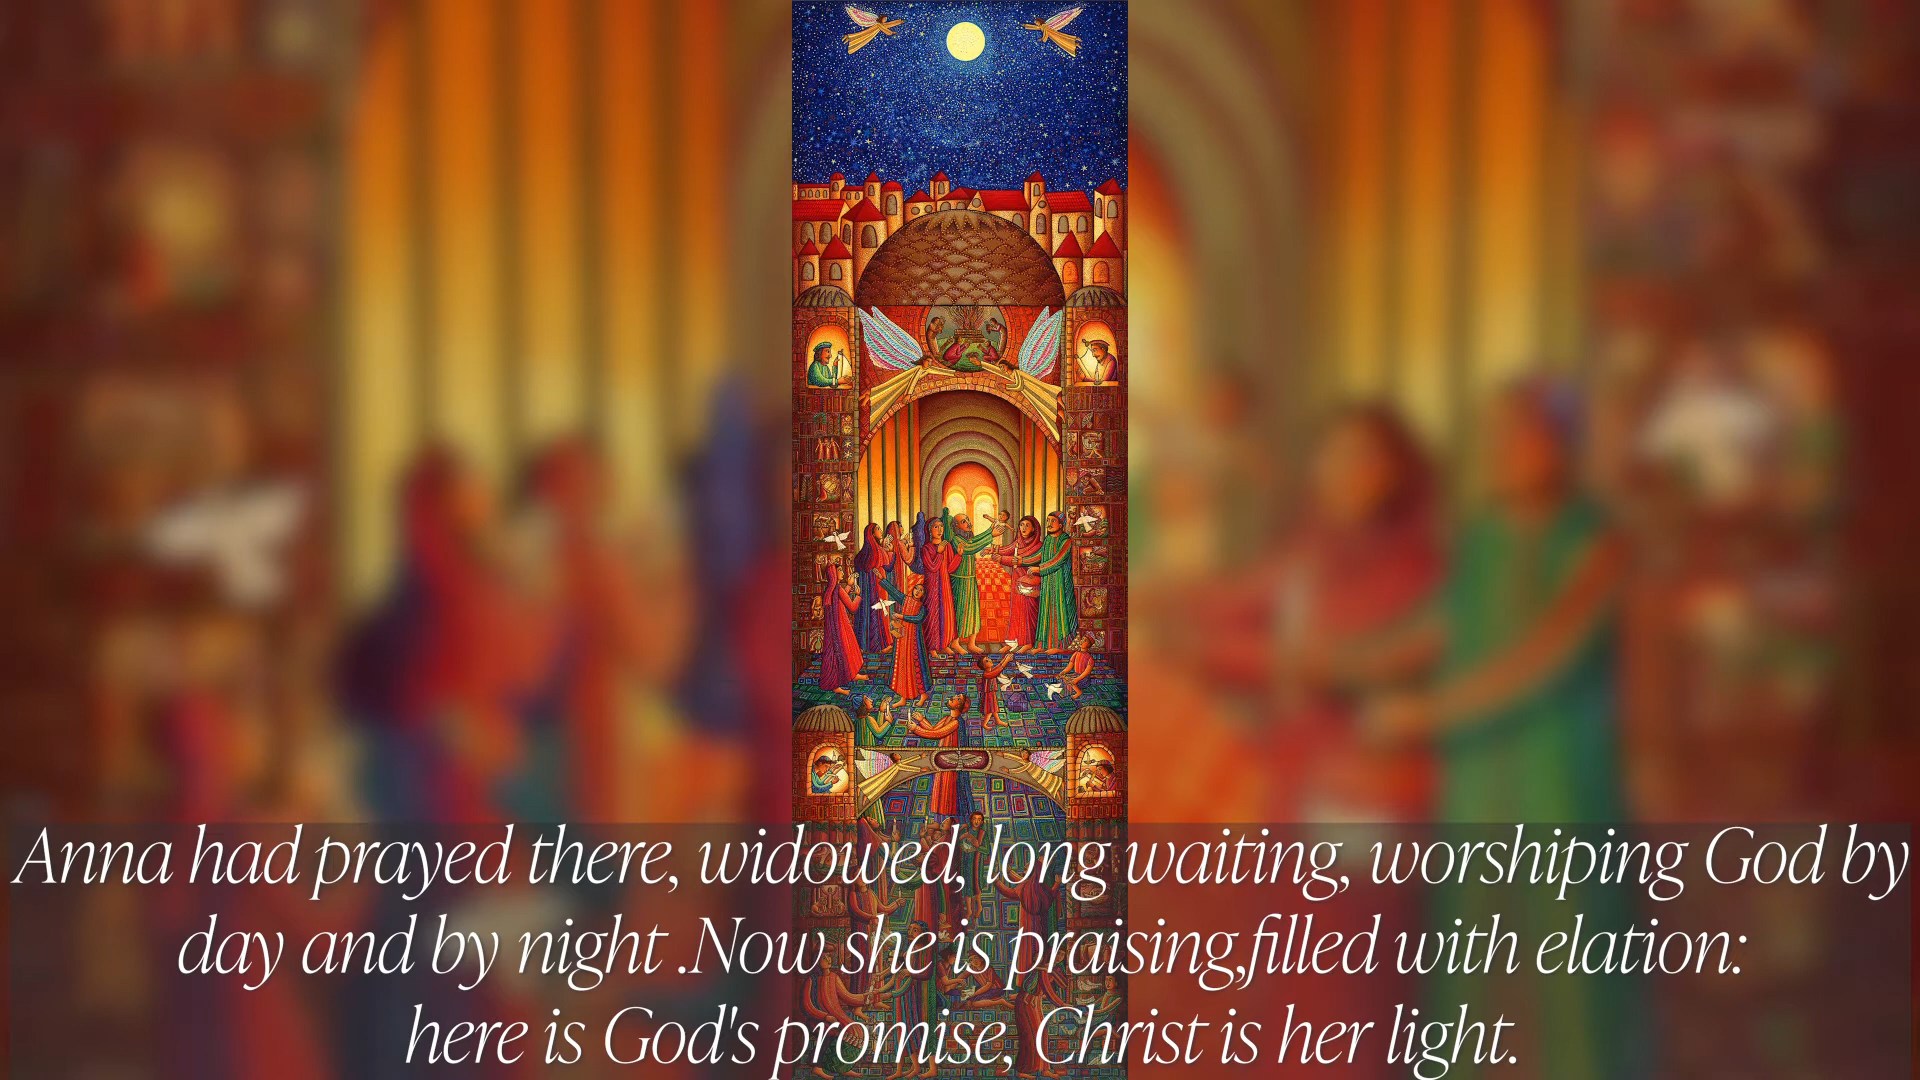 Anna had prayed there, widowed, long waiting, worshiping God by
day and by night .Now she is praising,filled with elation:
here is God's promise, Christ is her light.